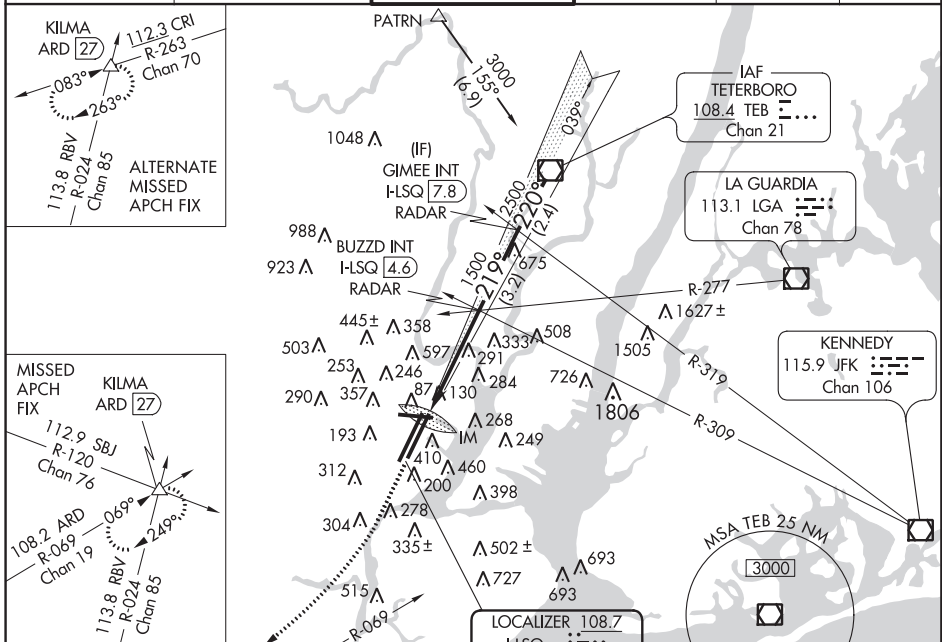 KILMA
ARD 27
112.3 CRI
R-263
Chan 70
083°
263°
113.8 RBV
R-024
Chan 85
ALTERNATE
MISSED
APCH FIX
PATRN
3000
155°
(6.9)
039°
IAF
TETERBORO
108.4 TEB
Chan 21
1048
(IF)
GIMEE INT
I-LSQ 7.8
RADAR
2500
220°
(2.4)
LA GUARDIA
113.1 LGA
Chan 78
988
923
BUZZD INT
I-LSQ 4.6
RADAR
1500
219°
(3.2)
675
R-277
1627±
1505
R-319
R-309
KENNEDY
115.9 JFK
Chan 106
445±
358
503
597
333
508
291
253
246
284
726
1806
290
357
87
130
268
193
IM
249
410
312
460
200
398
304
278
335±
502±
693
727
693
515
R-069
MISSED
APCH
FIX
KILMA
ARD 27
112.9 SBJ
R-120
Chan 76
069°
249°
108.2 ARD
R-069
Chan 19
113.8 RBV
R-024
Chan 85
MSA TEB 25 NM
3000
LOCALIZER 108.7